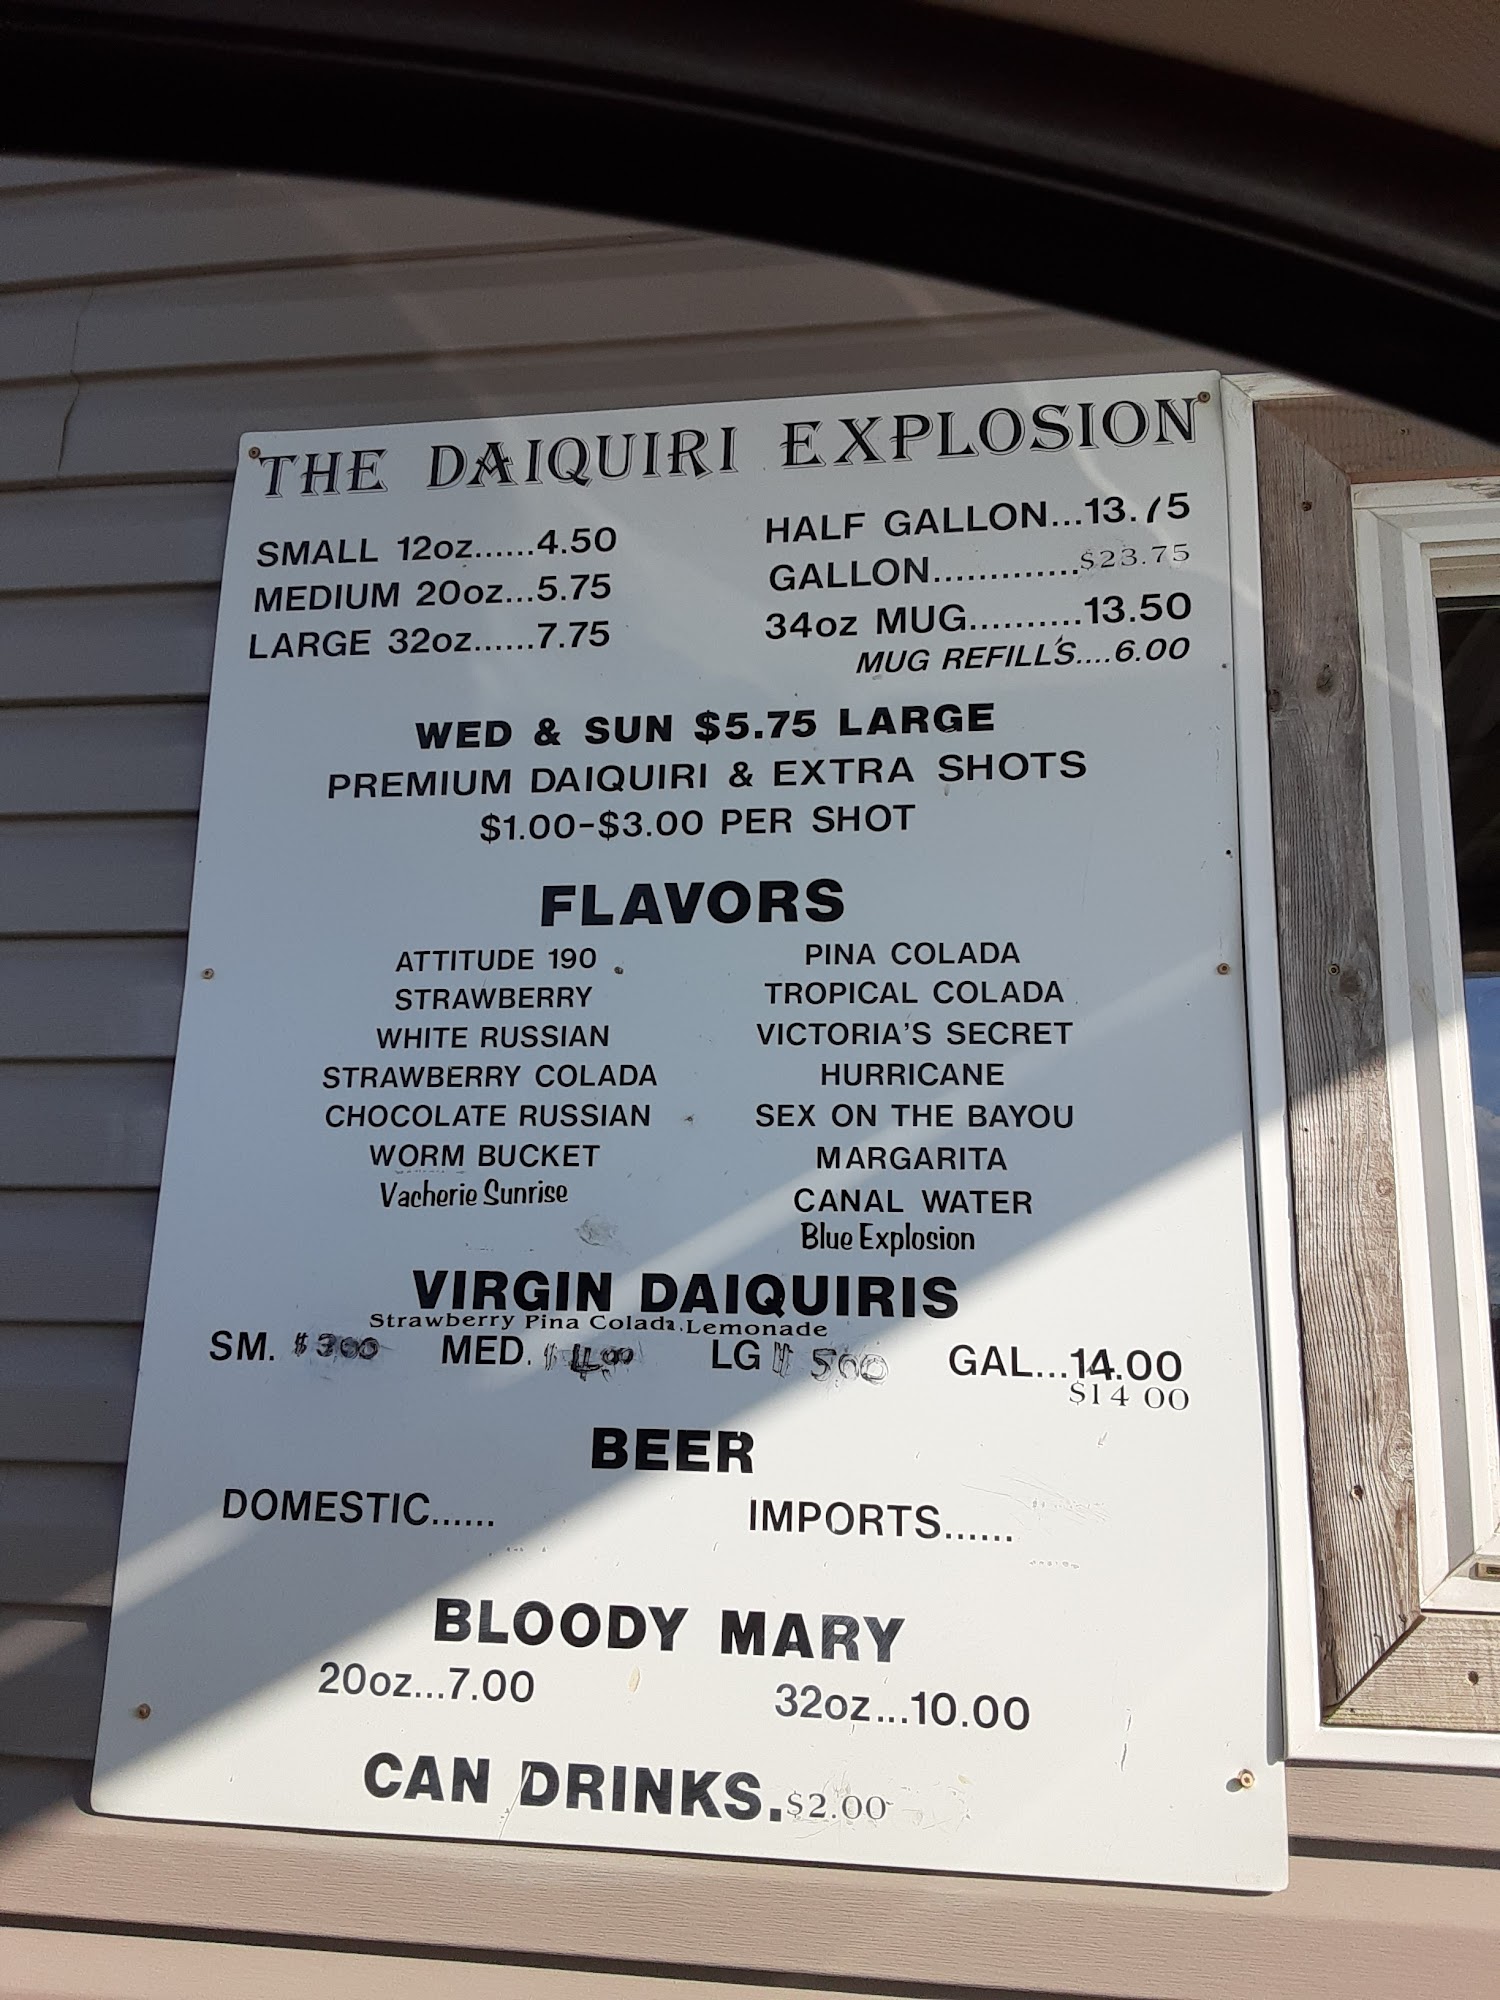 THE DAIQUIRI EXPLOSION
SMALL 12oz......4.50
MEDIUM 20oz...5.75
LARGE 32oz......7.75
HALF GALLON...13.75
GALLON.............$23.75
34oz MUG..........13.50
MUG REFILLS....6.00
WED & SUN $5.75 LARGE
PREMIUM DAIQUIRI & EXTRA SHOTS
$1.00-$3.00 PER SHOT
FLAVORS
ATTITUDE 190
STRAWBERRY
WHITE RUSSIAN
STRAWBERRY COLADA
CHOCOLATE RUSSIAN
WORM BUCKET
Vacherie Sunrise
PINA COLADA
TROPICAL COLADA
VICTORIA'S SECRET
HURRICANE
SEX ON THE BAYOU
MARGARITA
CANAL WATER
Blue Explosion
VIRGIN DAIQUIRIS
Strawberry Pina Colada, Lemonade
SM. $300 MED. $4.00 LG $500 GAL...14.00
$14 00
BEER
DOMESTIC...... IMPORTS......
BLOODY MARY
20oz...7.00 32oz...10.00
CAN DRINKS.$2.00